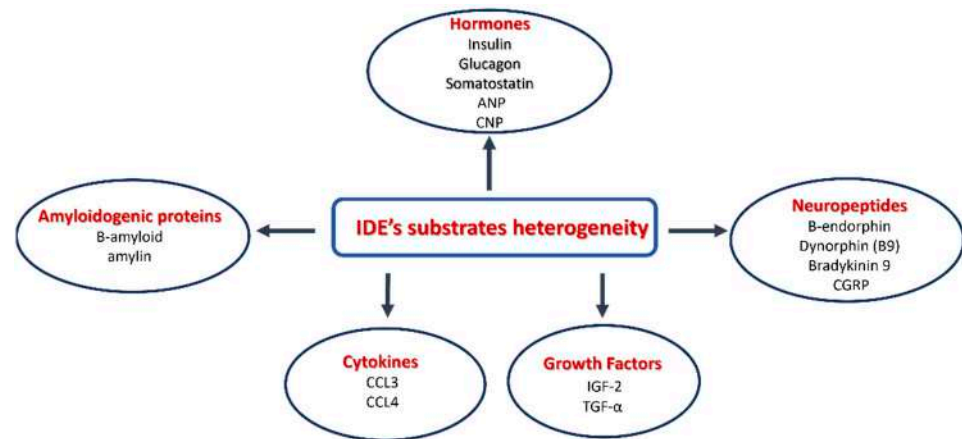 Hormones
Insulin
Glucagon
Somatostatin
ANP
CNP
Amyloidogenic proteins
B-amyloid
amylin
IDE's substrates heterogeneity
Neuropeptides
B-endorphin
Dynorphin (B9)
Bradykinin 9
CGRP
Cytokines
CCL3
CCL4
Growth Factors
IGF-2
TGF-α